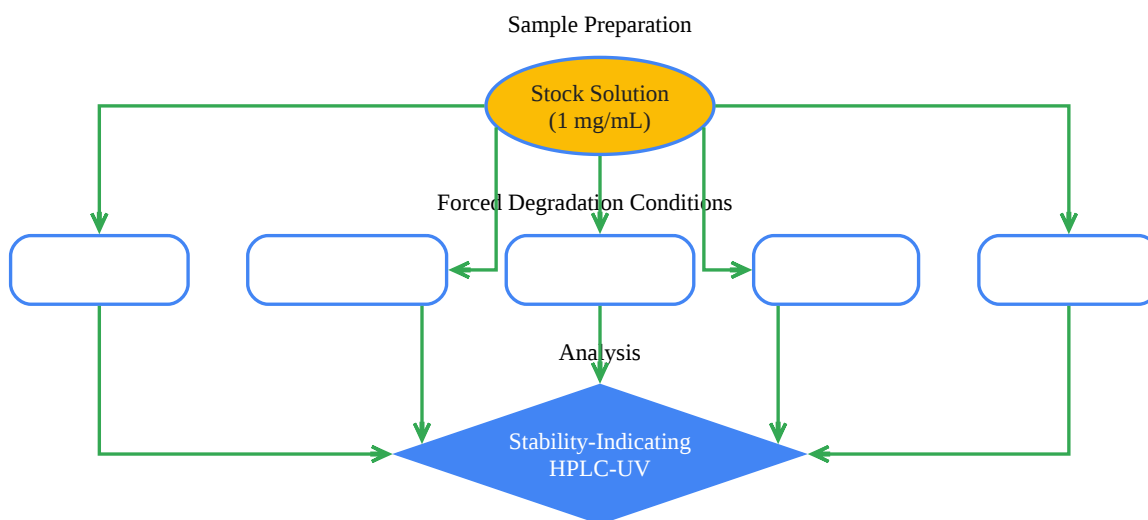 Sample Preparation
Stock Solution
(1 mg/mL)
Forced Degradation Conditions
Analysis
Stability-Indicating
HPLC-UV